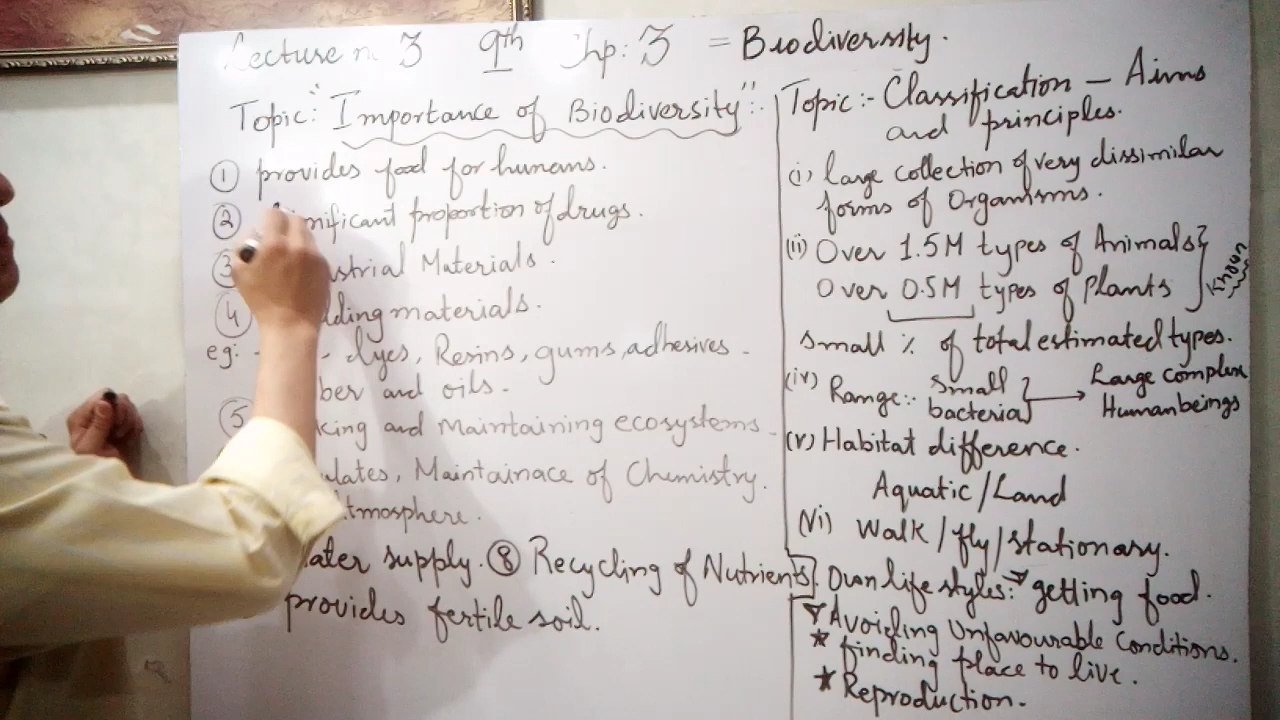 Lecture n. 3 9th Chp: 3 = Biodiversity.
Topic: "Importance of Biodiversity":.
① provides food for humans.
② significant proportion of drugs.
③ strial Materials.
④ ding materials.
eg: - dyes, Resins, gums, adhesives -
ber and oils.
⑤ king and Maintaining ecosystems -
ulates, Maintainace of Chemistry.
tmosphere.
ater supply. ⑧ Recycling of Nutrients.
provides fertile soil.
Topic:- Classification - Aims
and principles.
(i) large collection of very dissimilar
forms of Organisms.
(ii) Over 1.5M types of Animals
Over 0.5M types of Plants
Known
Small % of total estimated types.
(iv) Range:- Small bacteria → Large Complex Humanbeings
(v) Habitat difference.
Aquatic/Land
(vi) Walk/fly/stationary.
Own life styles:- getting food.
Avoiding Unfavourable Conditions.
★ finding place to live.
★ Reproduction.